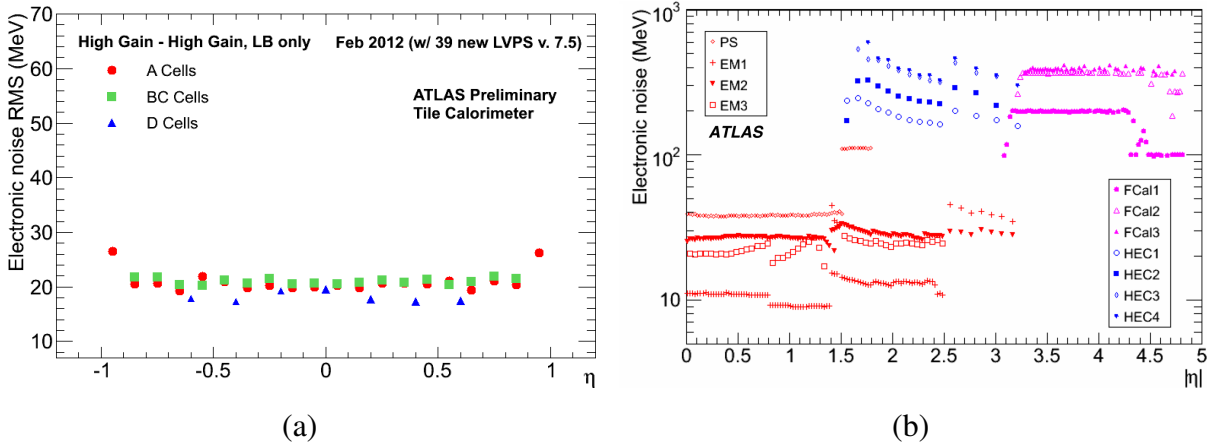 High Gain - High Gain, LB only
Feb 2012 (w/ 39 new LVPS v. 7.5)
A Cells
BC Cells
D Cells
ATLAS Preliminary
Tile Calorimeter
Electronic noise RMS (MeV)
70
60
50
40
30
20
10
-1
-0.5
0
0.5
1
η
(a)
Electronic noise (MeV)
10³
10²
10
PS
EM1
EM2
EM3
ATLAS
FCal1
FCal2
FCal3
HEC1
HEC2
HEC3
HEC4
0
0.5
1
1.5
2
2.5
3
3.5
4
4.5
5
|η|
(b)